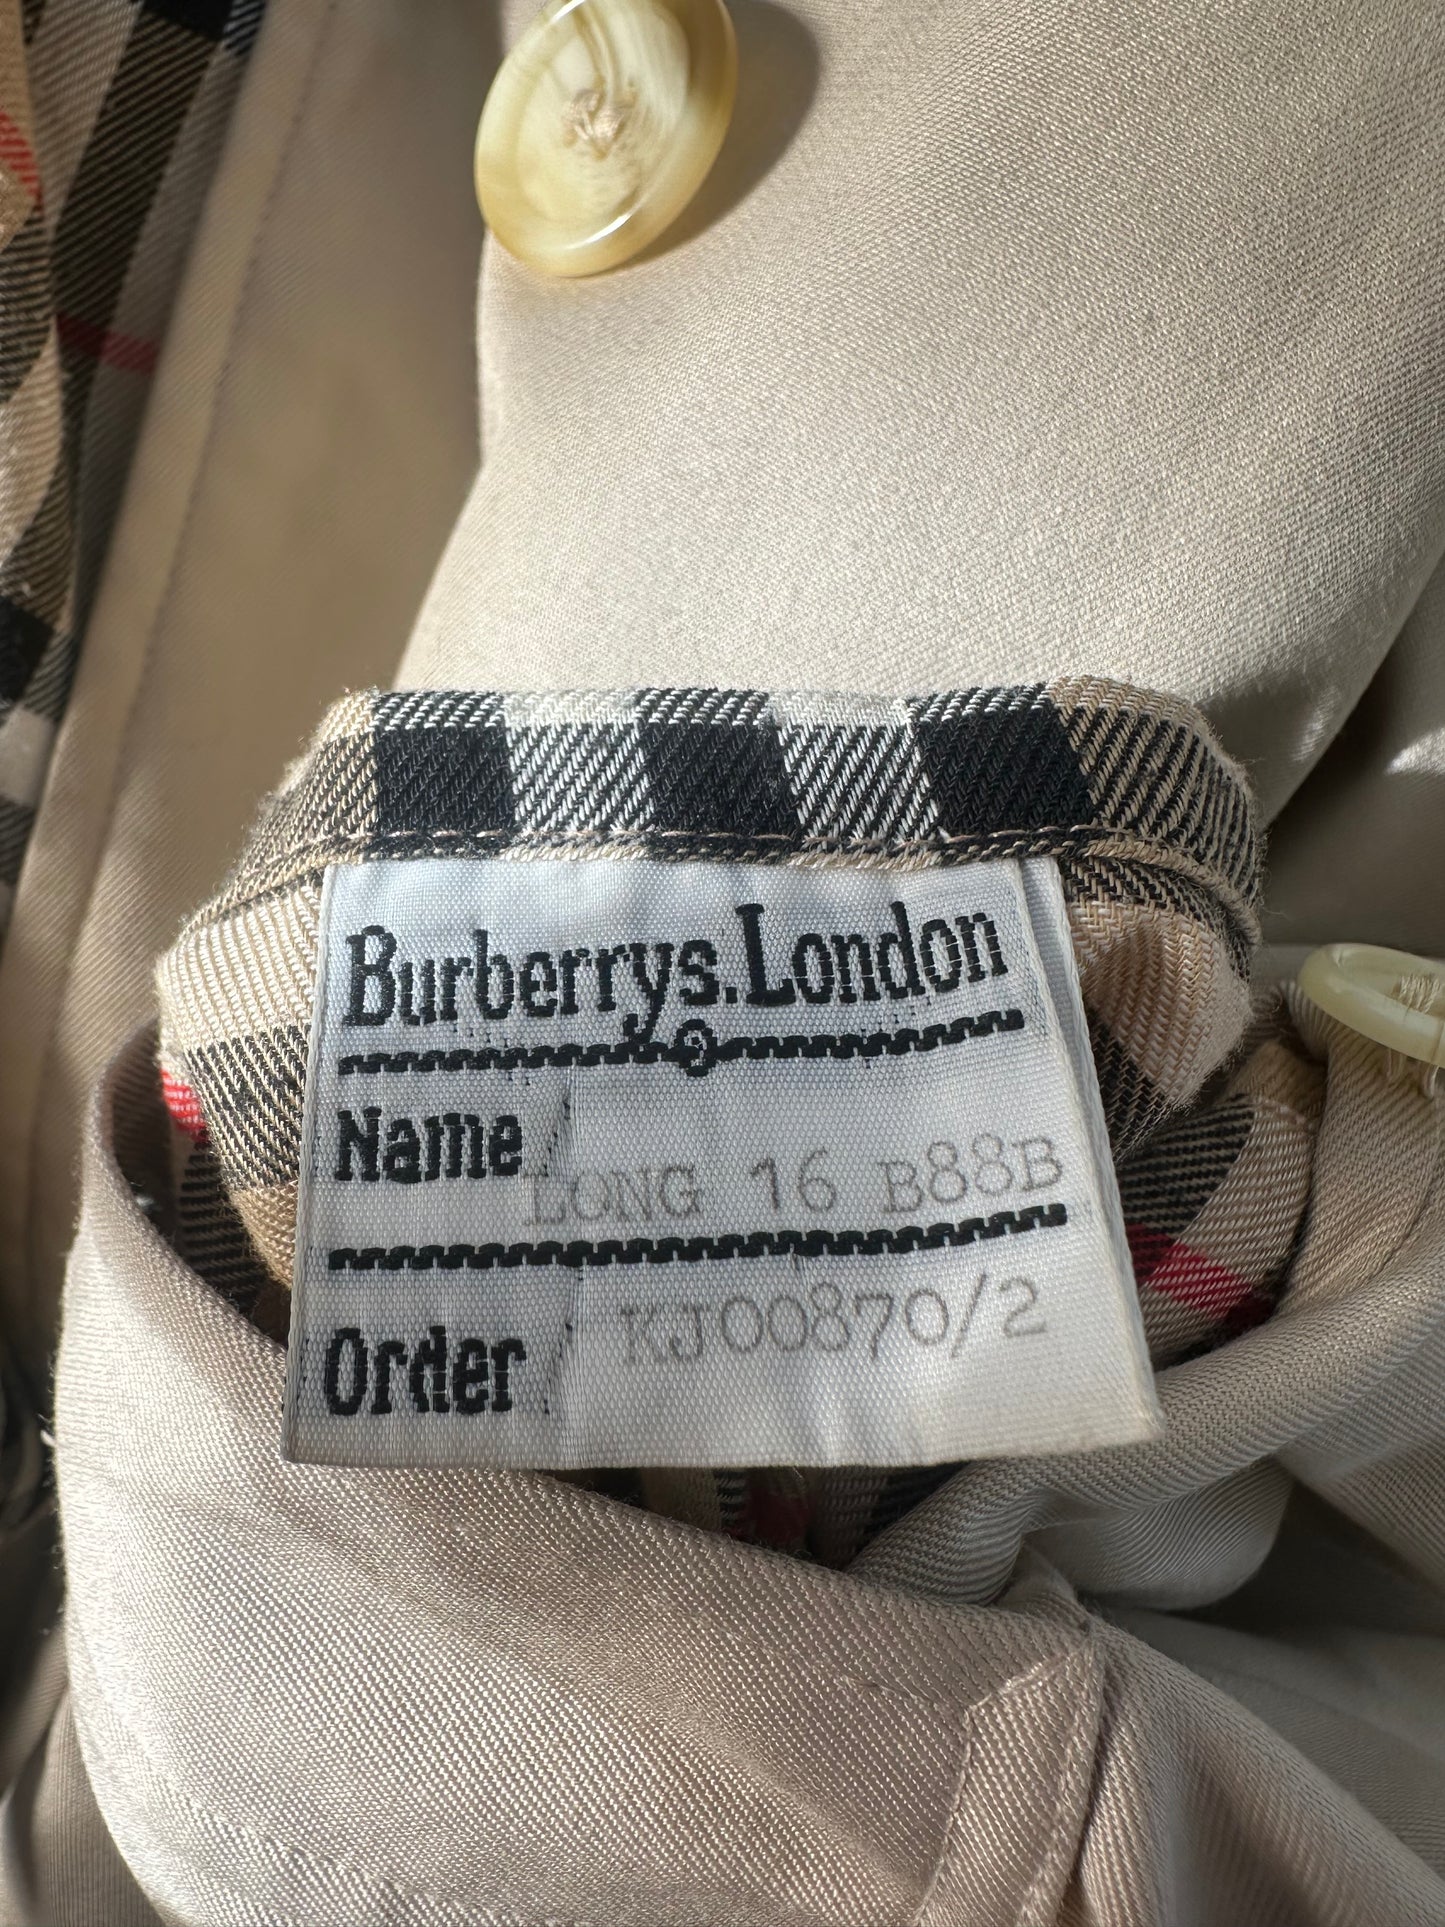 Burberrys.London
Name LONG 16 B88B
Order KJ00870/2